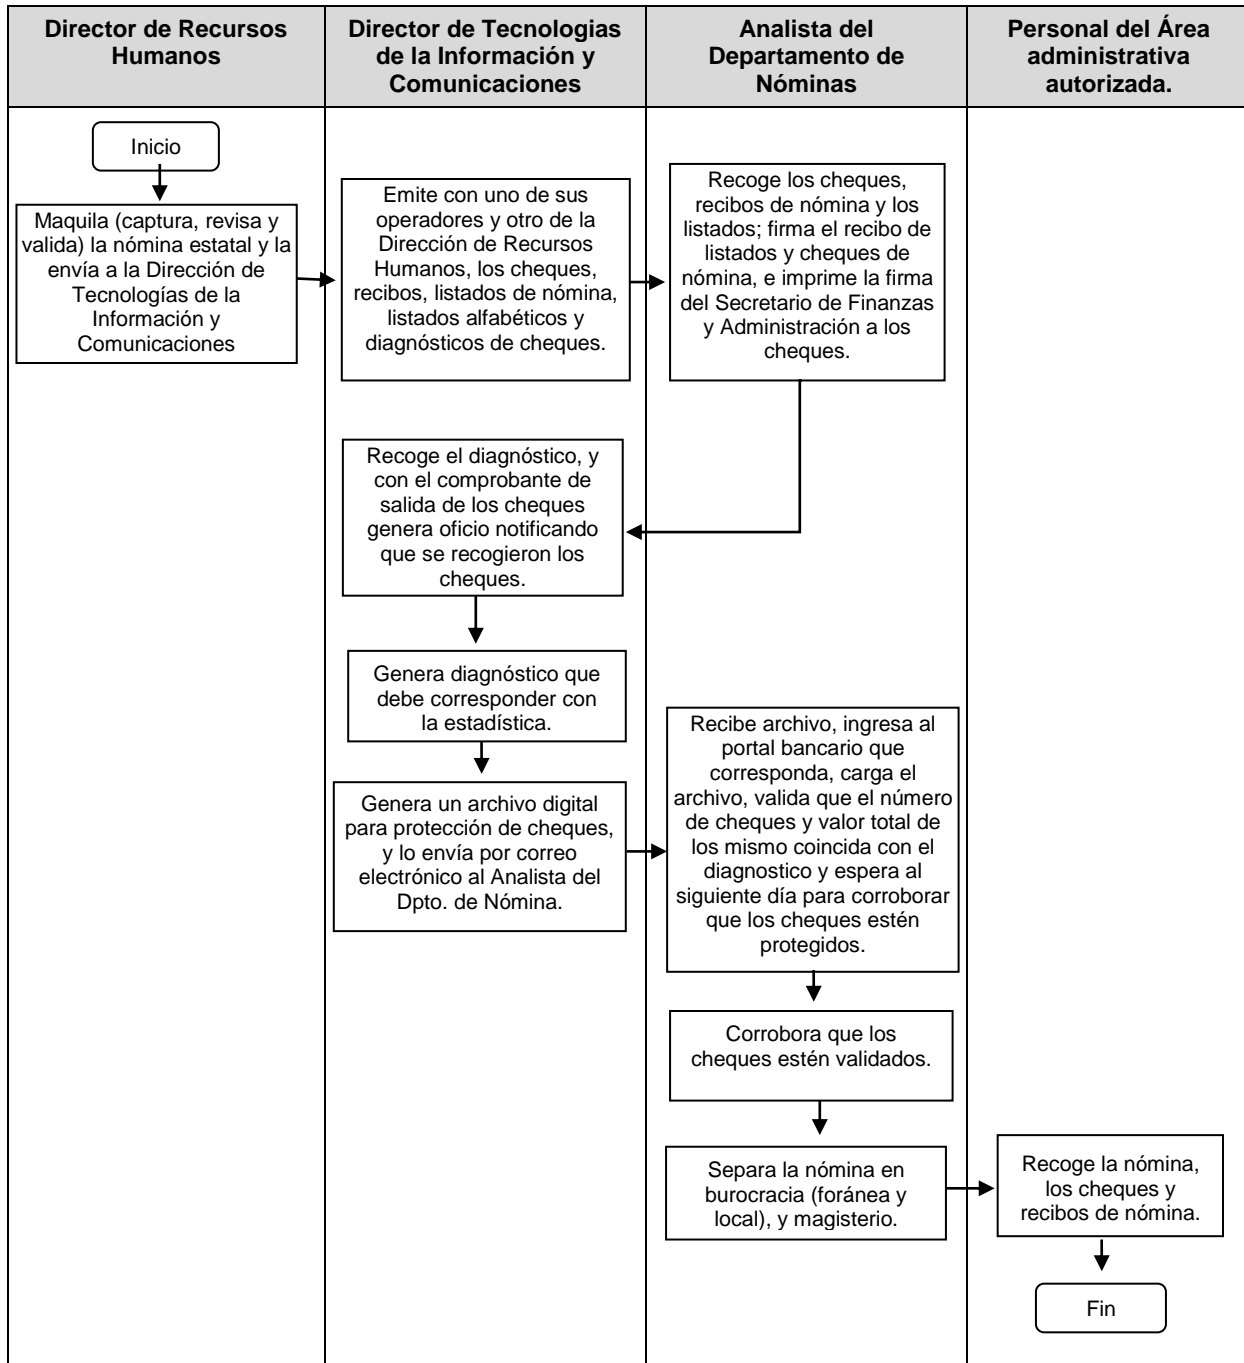 Director de Recursos
Humanos
Director de Tecnologias
de la Información y
Comunicaciones
Analista del
Departamento de
Nóminas
Personal del Área
administrativa
autorizada.
Inicio
Maquila (captura, revisa y
valida) la nómina estatal y la
envía a la Dirección de
Tecnologías de la
Información y
Comunicaciones
Emite con uno de sus
operadores y otro de la
Dirección de Recursos
Humanos, los cheques,
recibos, listados de nómina,
listados alfabéticos y
diagnósticos de cheques.
Recoge los cheques,
recibos de nómina y los
listados; firma el recibo de
listados y cheques de
nómina, e imprime la firma
del Secretario de Finanzas
y Administración a los
cheques.
Recoge el diagnóstico, y
con el comprobante de
salida de los cheques
genera oficio notificando
que se recogieron los
cheques.
Genera diagnóstico que
debe corresponder con
la estadística.
Genera un archivo digital
para protección de cheques,
y lo envía por correo
electrónico al Analista del
Dpto. de Nómina.
Recibe archivo, ingresa al
portal bancario que
corresponda, carga el
archivo, valida que el número
de cheques y valor total de
los mismo coincida con el
diagnostico y espera al
siguiente día para corroborar
que los cheques estén
protegidos.
Corrobora que los
cheques estén validados.
Separa la nómina en
burocracia (foránea y
local), y magisterio.
Recoge la nómina,
los cheques y
recibos de nómina.
Fin